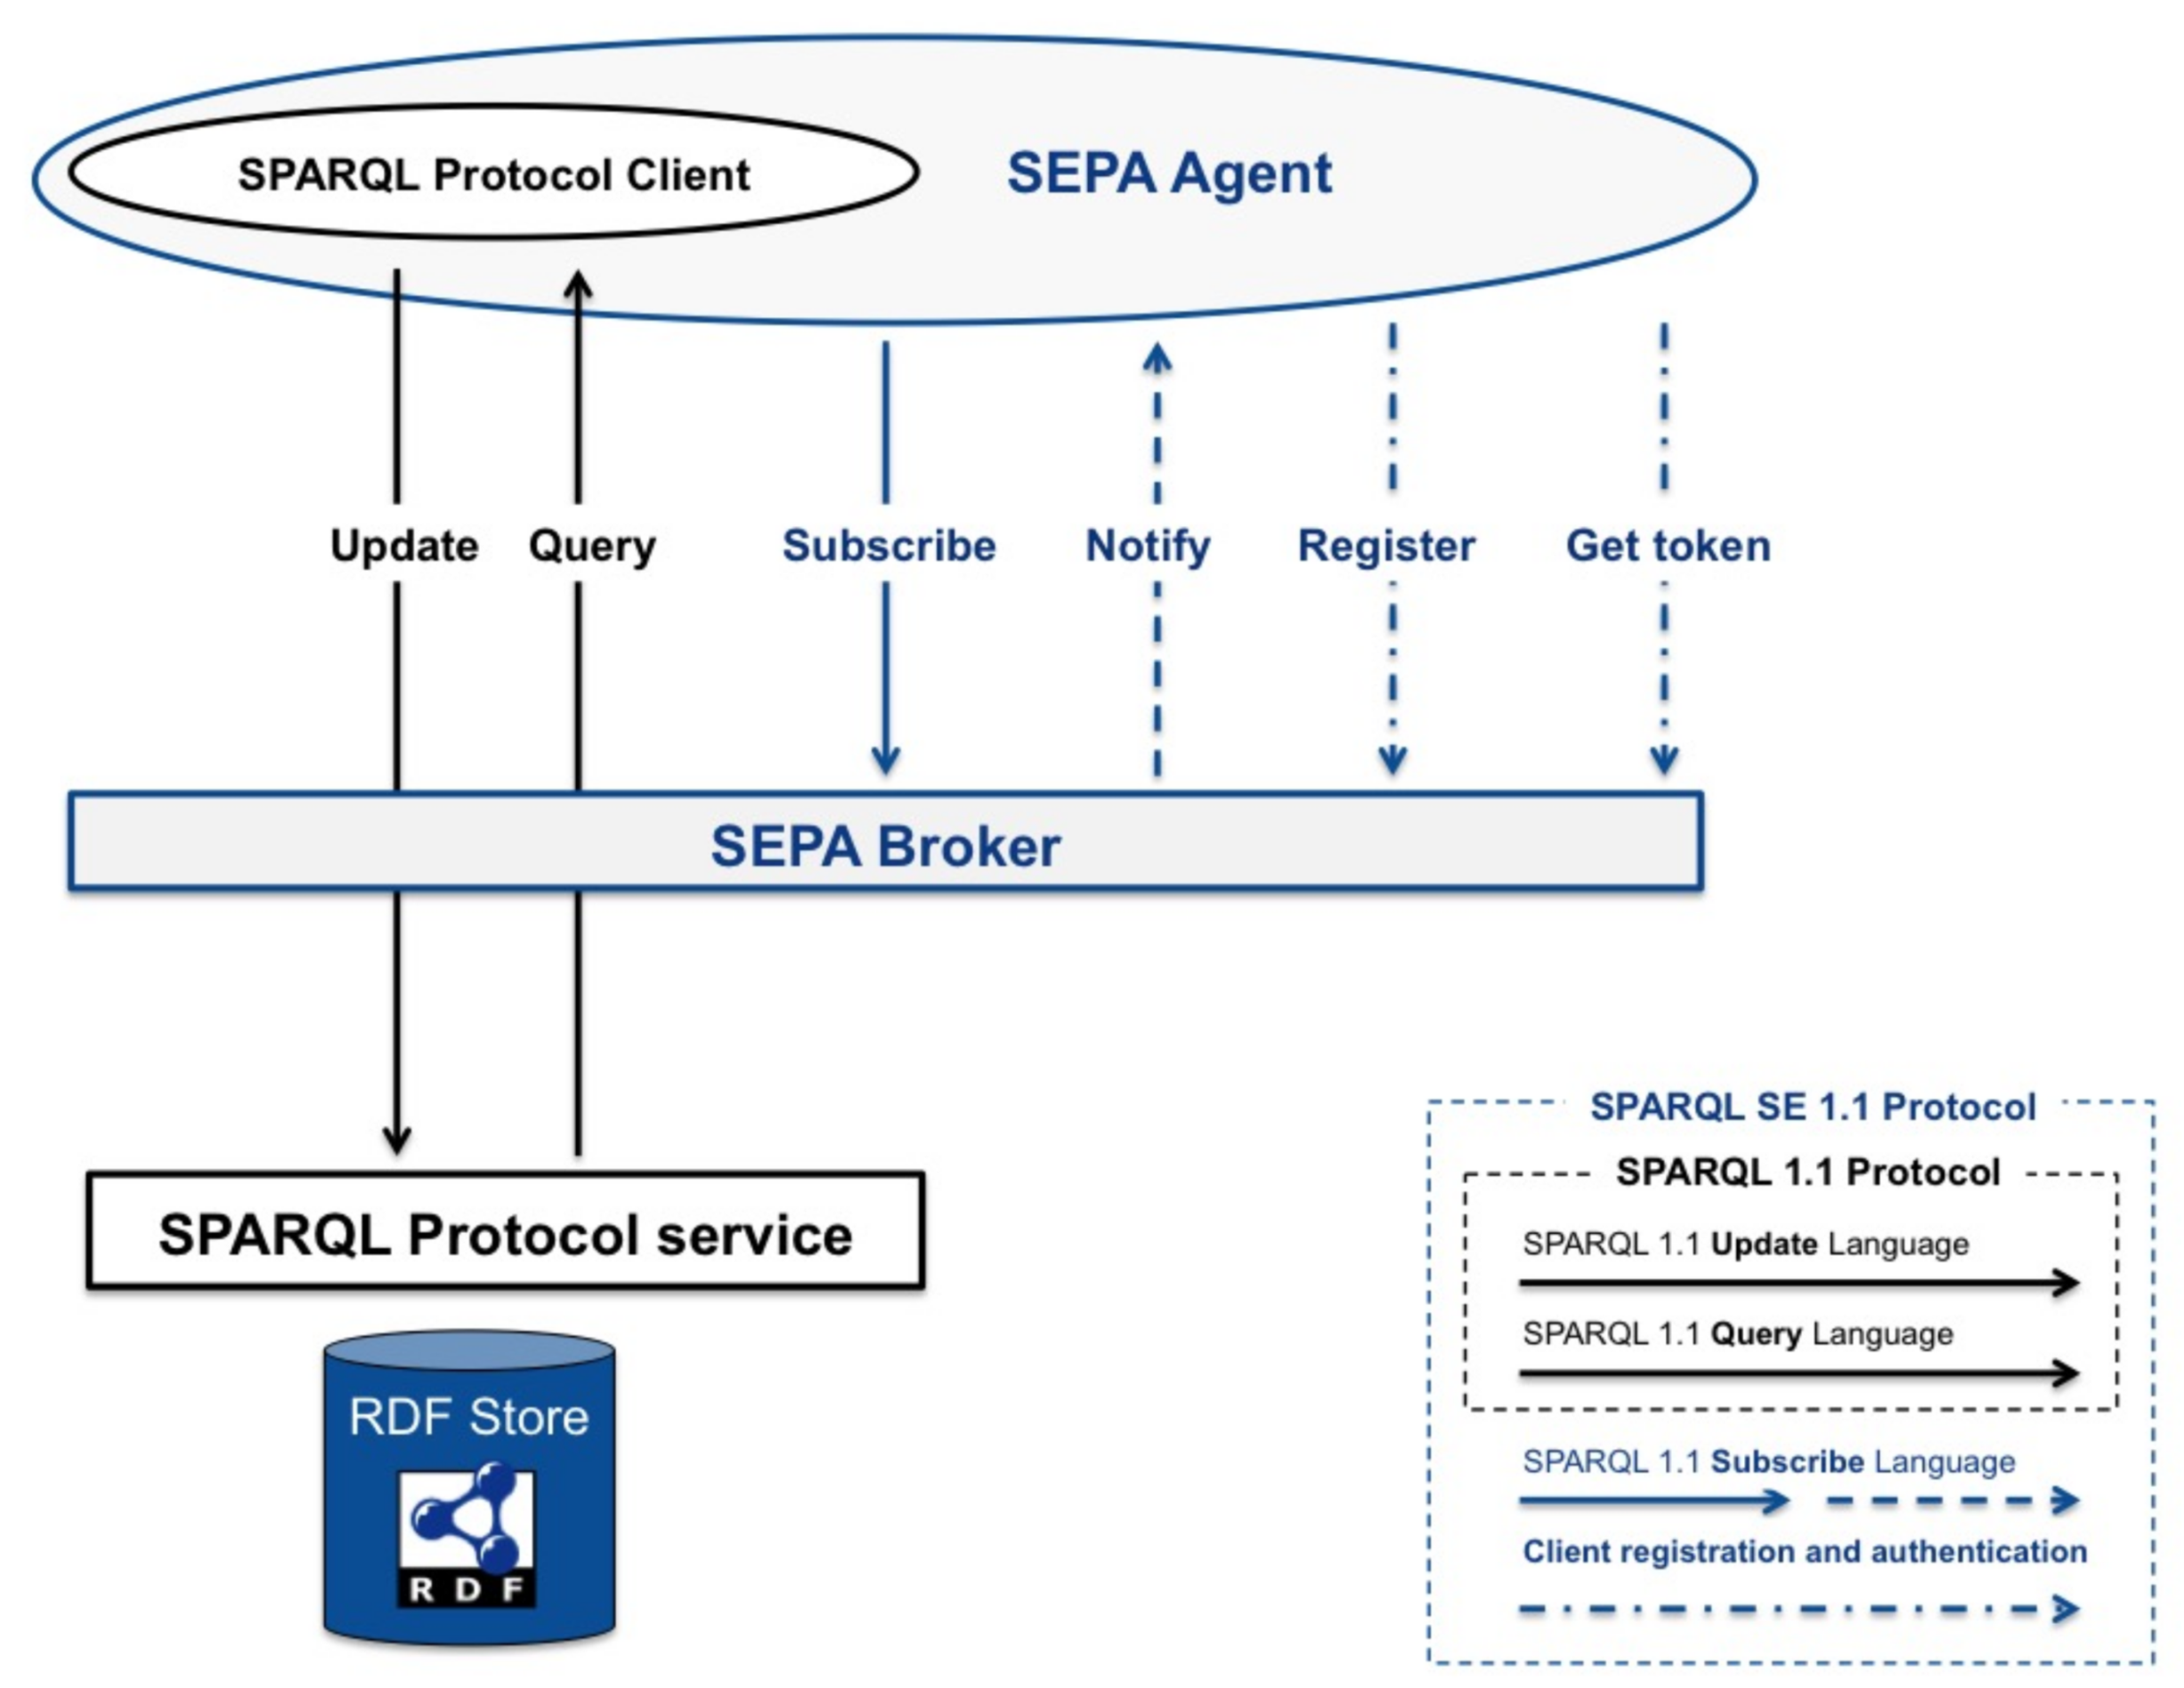 SPARQL Protocol Client
SEPA Agent
Update
Query
Subscribe
Notify
Register
Get token
SEPA Broker
SPARQL Protocol service
RDF Store
RDF
SPARQL SE 1.1 Protocol
SPARQL 1.1 Protocol
SPARQL 1.1 Update Language
SPARQL 1.1 Query Language
SPARQL 1.1 Subscribe Language
Client registration and authentication